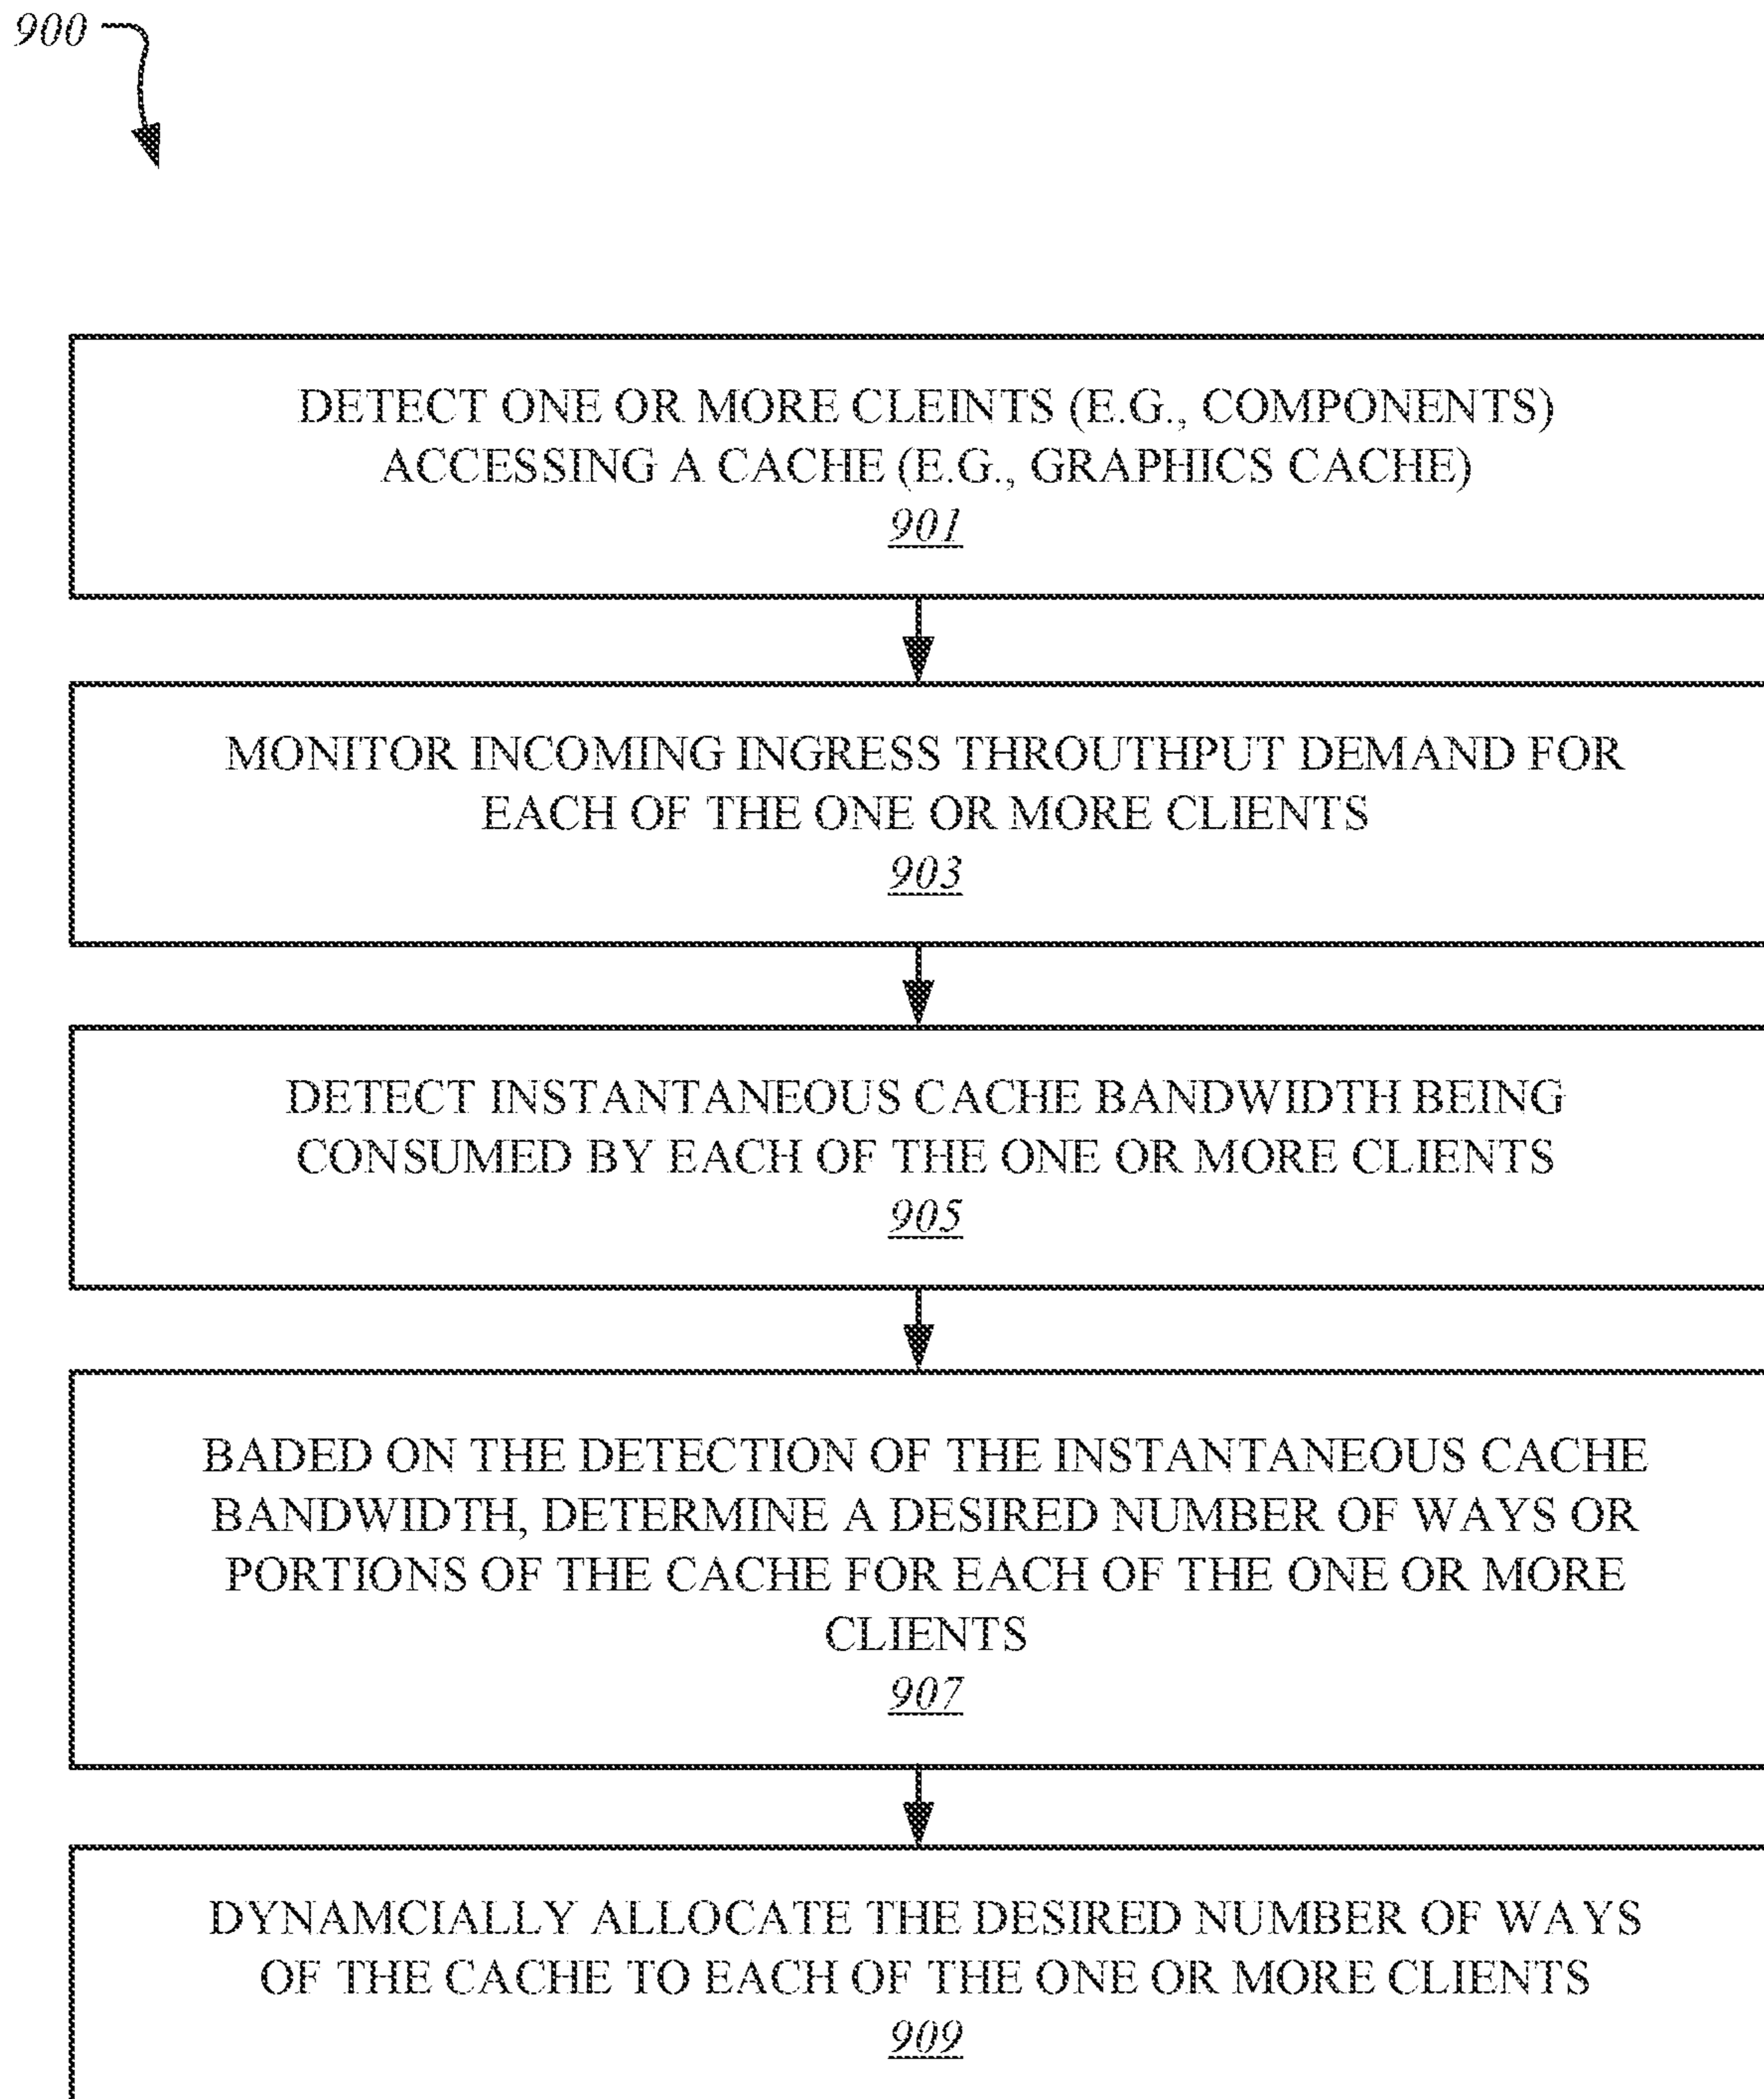 900
DETECT ONE OR MORE CLEINTS (E.G., COMPONENTS)
ACCESSING A CACHE (E.G., GRAPHICS CACHE)
901
MONITOR INCOMING INGRESS THROUTHPUT DEMAND FOR
EACH OF THE ONE OR MORE CLIENTS
903
DETECT INSTANTANEOUS CACHE BANDWIDTH BEING
CONSUMED BY EACH OF THE ONE OR MORE CLIENTS
905
BADED ON THE DETECTION OF THE INSTANTANEOUS CACHE
BANDWIDTH, DETERMINE A DESIRED NUMBER OF WAYS OR
PORTIONS OF THE CACHE FOR EACH OF THE ONE OR MORE
CLIENTS
907
DYNAMCIALLY ALLOCATE THE DESIRED NUMBER OF WAYS
OF THE CACHE TO EACH OF THE ONE OR MORE CLIENTS
909